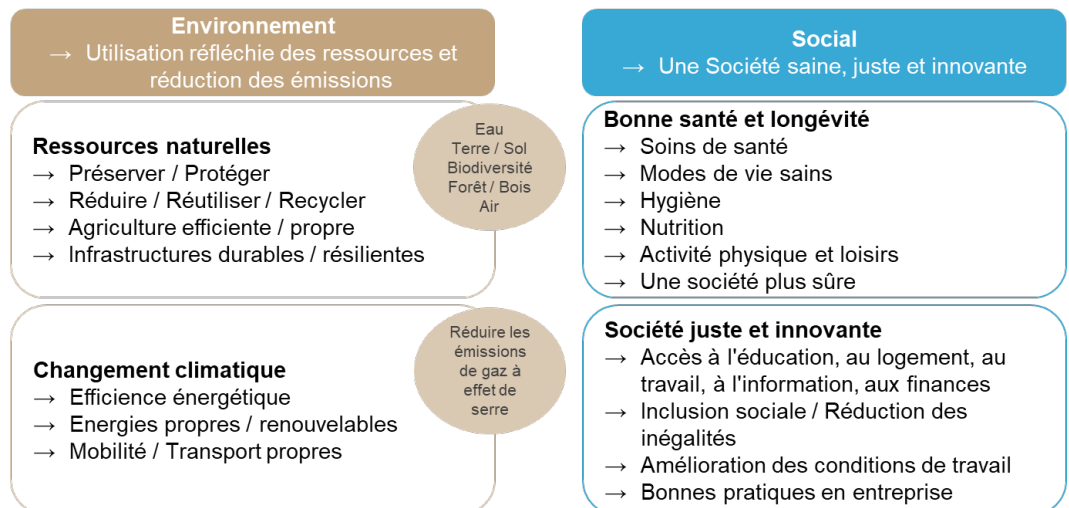 Environnement
→ Utilisation réfléchie des ressources et
réduction des émissions
Ressources naturelles
→ Préserver / Protéger
→ Réduire / Réutiliser / Recycler
→ Agriculture efficiente / propre
→ Infrastructures durables / résilientes
Eau
Terre / Sol
Biodiversité
Forêt / Bois
Air
Changement climatique
→ Efficience énergétique
→ Energies propres / renouvelables
→ Mobilité / Transport propres
Réduire les
émissions
de gaz à
effet de
serre
Social
→ Une Société saine, juste et innovante
Bonne santé et longévité
→ Soins de santé
→ Modes de vie sains
→ Hygiène
→ Nutrition
→ Activité physique et loisirs
→ Une société plus sûre
Société juste et innovante
→ Accès à l'éducation, au logement, au
travail, à l'information, aux finances
→ Inclusion sociale / Réduction des
inégalités
→ Amélioration des conditions de travail
→ Bonnes pratiques en entreprise